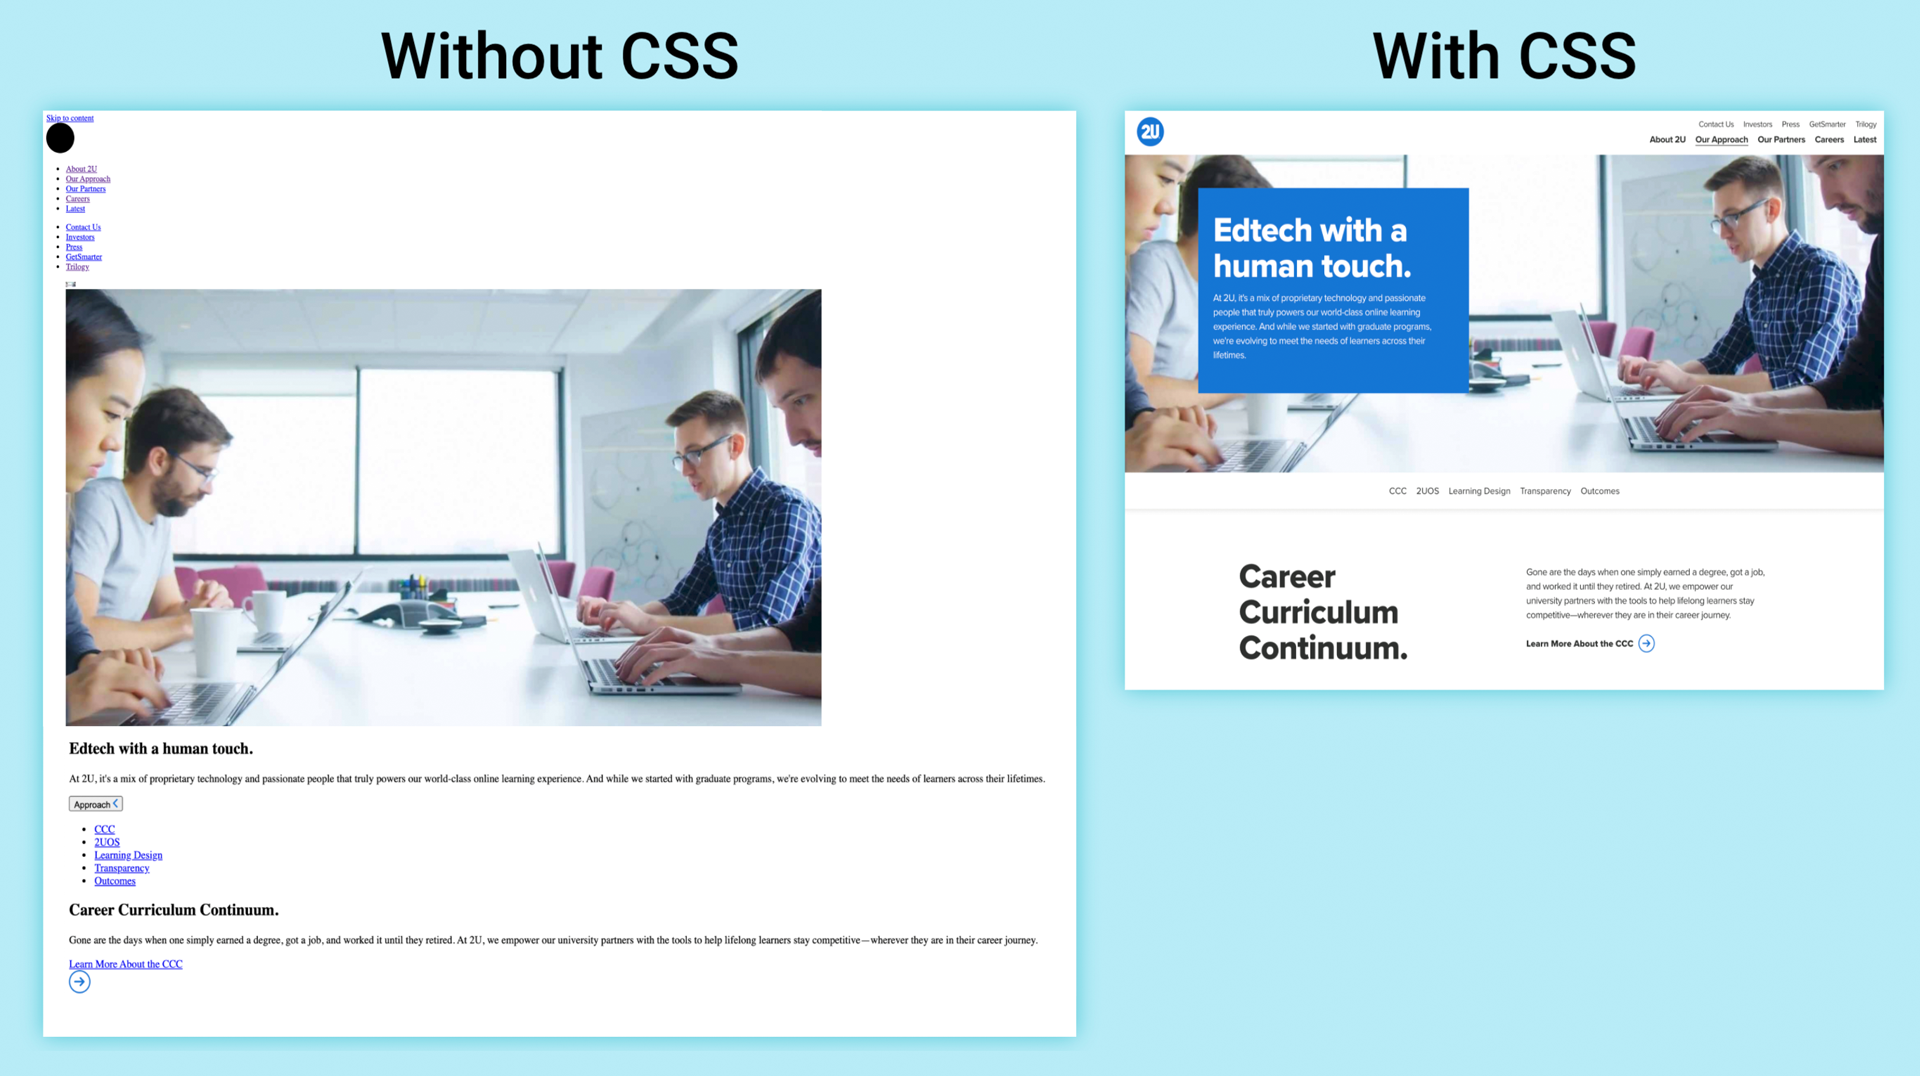 Without CSS
Skip to content
About 2U
Our Approach
Our Partners
Careers
Latest
Contact Us
Investors
Press
GetSmarter
Trilogy
Edtech with a human touch.
At 2U, it's a mix of proprietary technology and passionate people that truly powers our world-class online learning experience. And while we started with graduate programs, we're evolving to meet the needs of learners across their lifetimes.
Approach
CCC
2UOS
Learning Design
Transparency
Outcomes
Career Curriculum Continuum.
Gone are the days when one simply earned a degree, got a job, and worked it until they retired. At 2U, we empower our university partners with the tools to help lifelong learners stay competitive—wherever they are in their career journey.
Learn More About the CCC
With CSS
2U
Contact Us Investors Press GetSmarter Trilogy
About 2U Our Approach Our Partners Careers Latest
Edtech with a
human touch.
At 2U, it's a mix of proprietary technology and passionate
people that truly powers our world-class online learning
experience. And while we started with graduate programs,
we're evolving to meet the needs of learners across their
lifetimes.
CCC 2UOS Learning Design Transparency Outcomes
Career
Curriculum
Continuum.
Gone are the days when one simply earned a degree, got a job,
and worked it until they retired. At 2U, we empower our
university partners with the tools to help lifelong learners stay
competitive—wherever they are in their career journey.
Learn More About the CCC